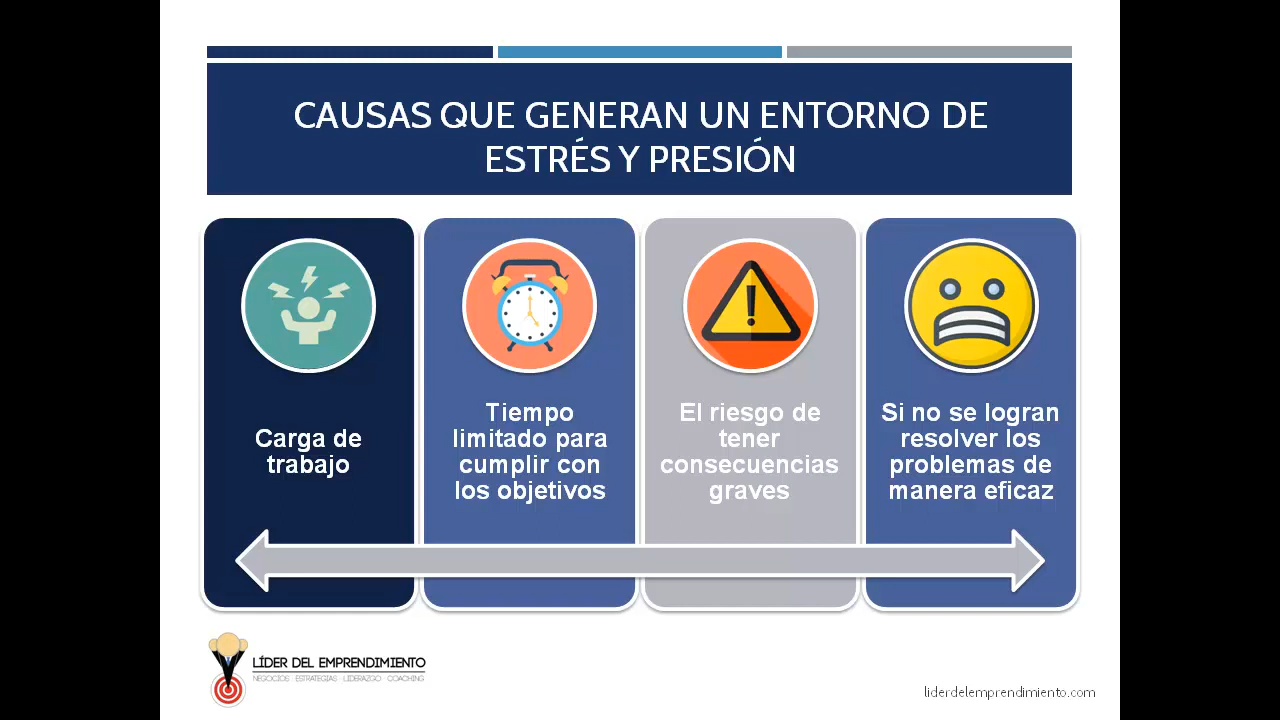 CAUSAS QUE GENERAN UN ENTORNO DE
ESTRÉS Y PRESIÓN
Carga de
trabajo
Tiempo
limitado para
cumplir con
los objetivos
El riesgo de
tener
consecuencias
graves
Si no se logran
resolver los
problemas de
manera eficaz
LÍDER DEL EMPRENDIMIENTO
NEGOCIOS · ESTRATEGIAS · LIDERAZGO · COACHING
liderdelemprendimiento.com